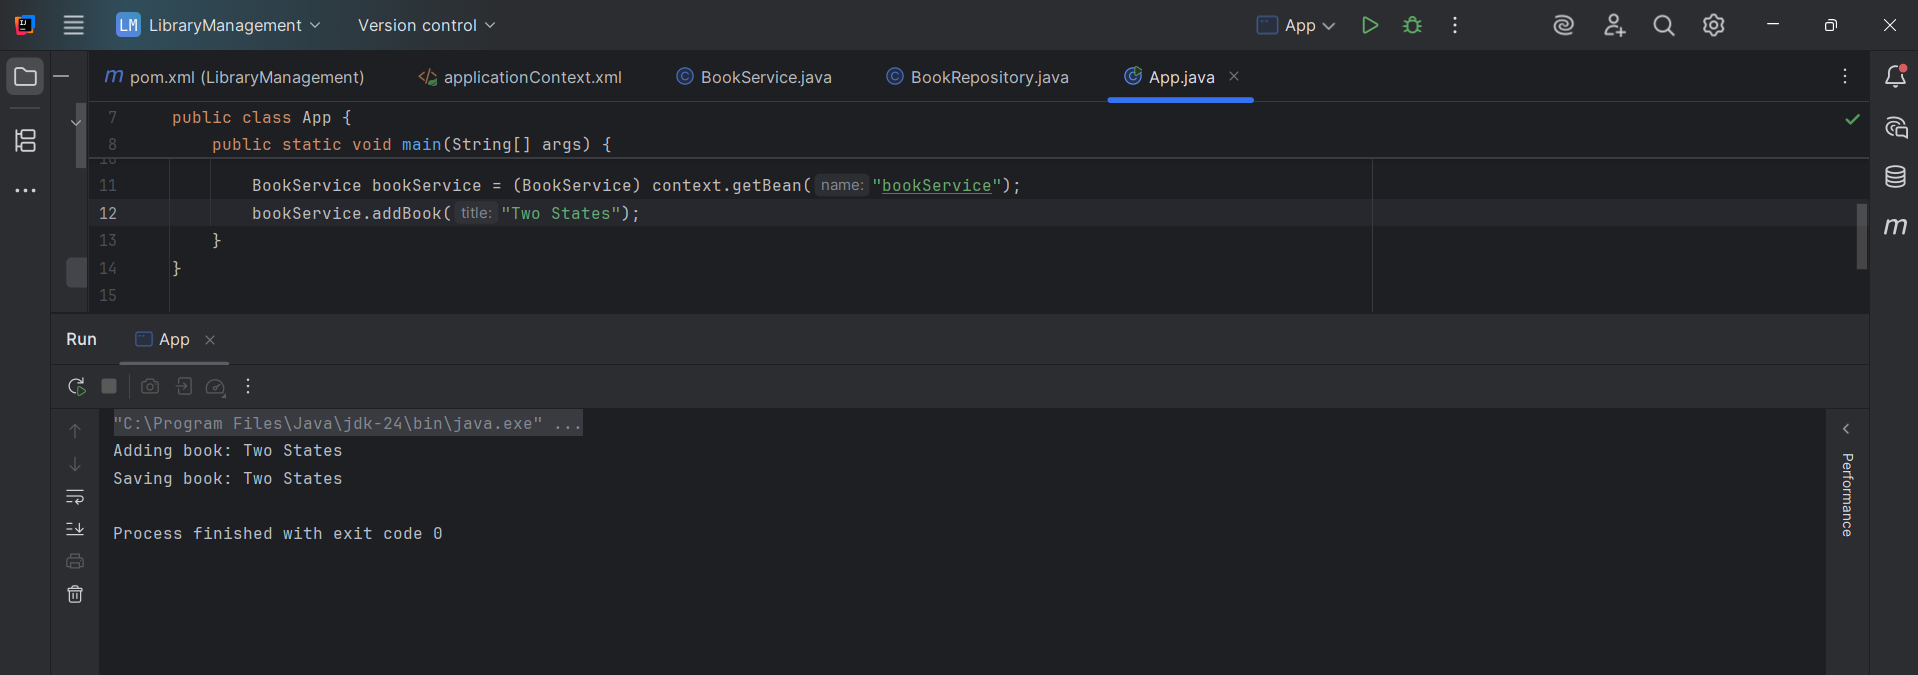 LM LibraryManagement Version control App
pom.xml (LibraryManagement) applicationContext.xml BookService.java BookRepository.java App.java
7 public class App {
8 public static void main(String[] args) {
11 BookService bookService = (BookService) context.getBean( name: "bookService");
12 bookService.addBook( title: "Two States");
13 }
14 }
15
Run App
"C:\Program Files\Java\jdk-24\bin\java.exe" ...
Adding book: Two States
Saving book: Two States
Process finished with exit code 0
Performance